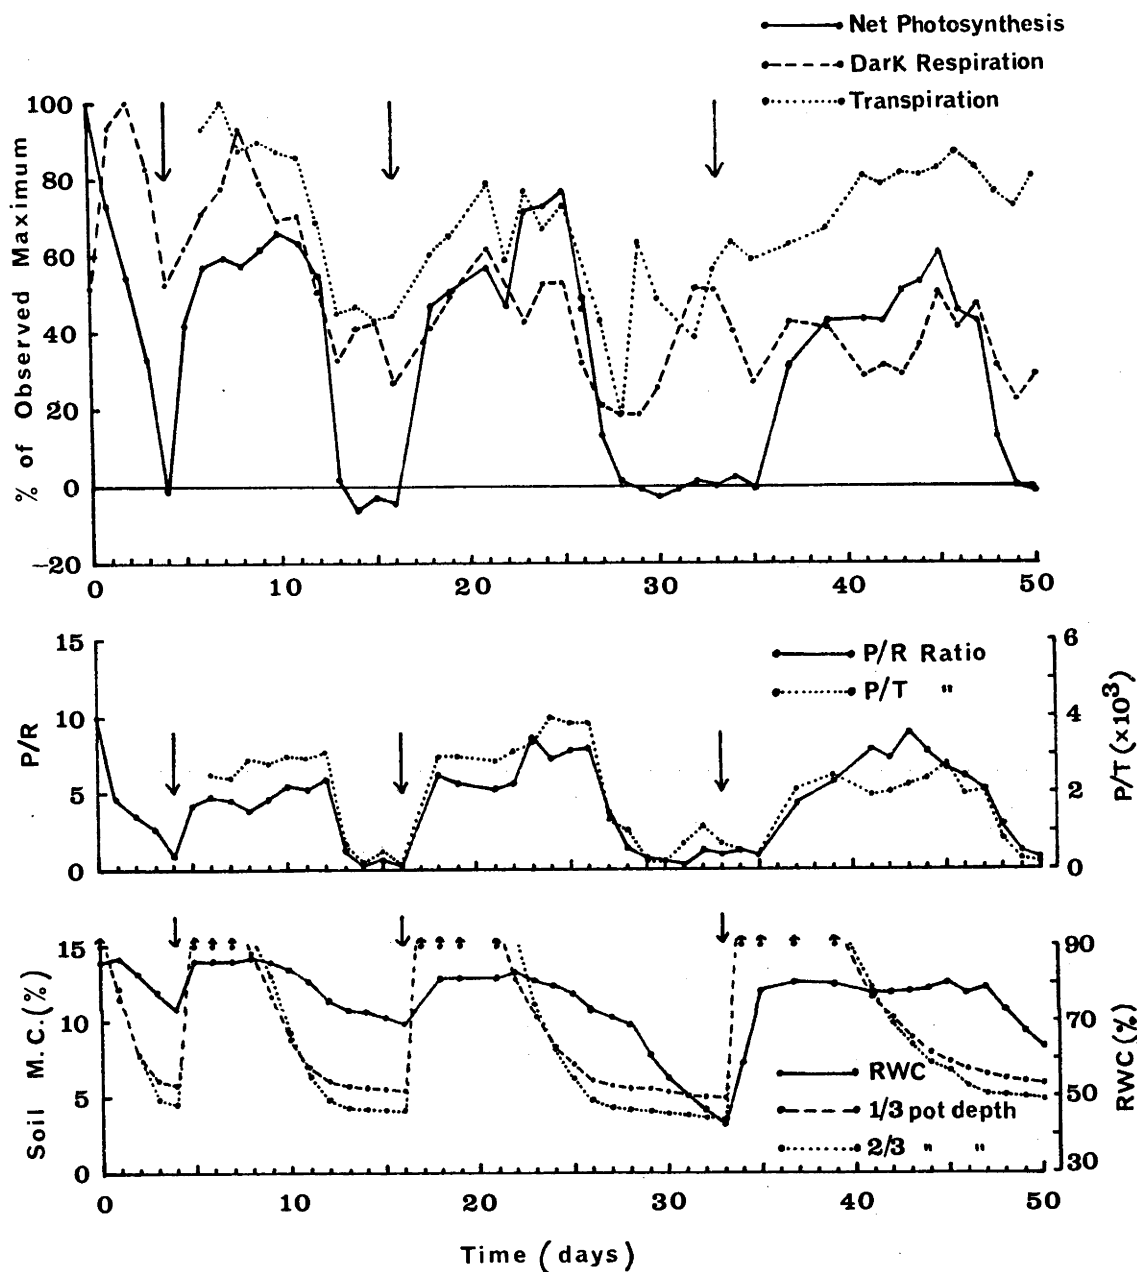 Net Photosynthesis
DarK Respiration
Transpiration
% of Observed Maximum
100
80
60
40
20
0
-20
0 10 20 30 40 50
P/R Ratio
P/T "
P/R
15
10
5
0
P/T (×10³)
6
4
2
0
Soil M.C.(%)
15
10
5
0
RWC (%)
90
70
50
30
RWC
1/3 pot depth
2/3 " "
0 10 20 30 40 50
Time (days)